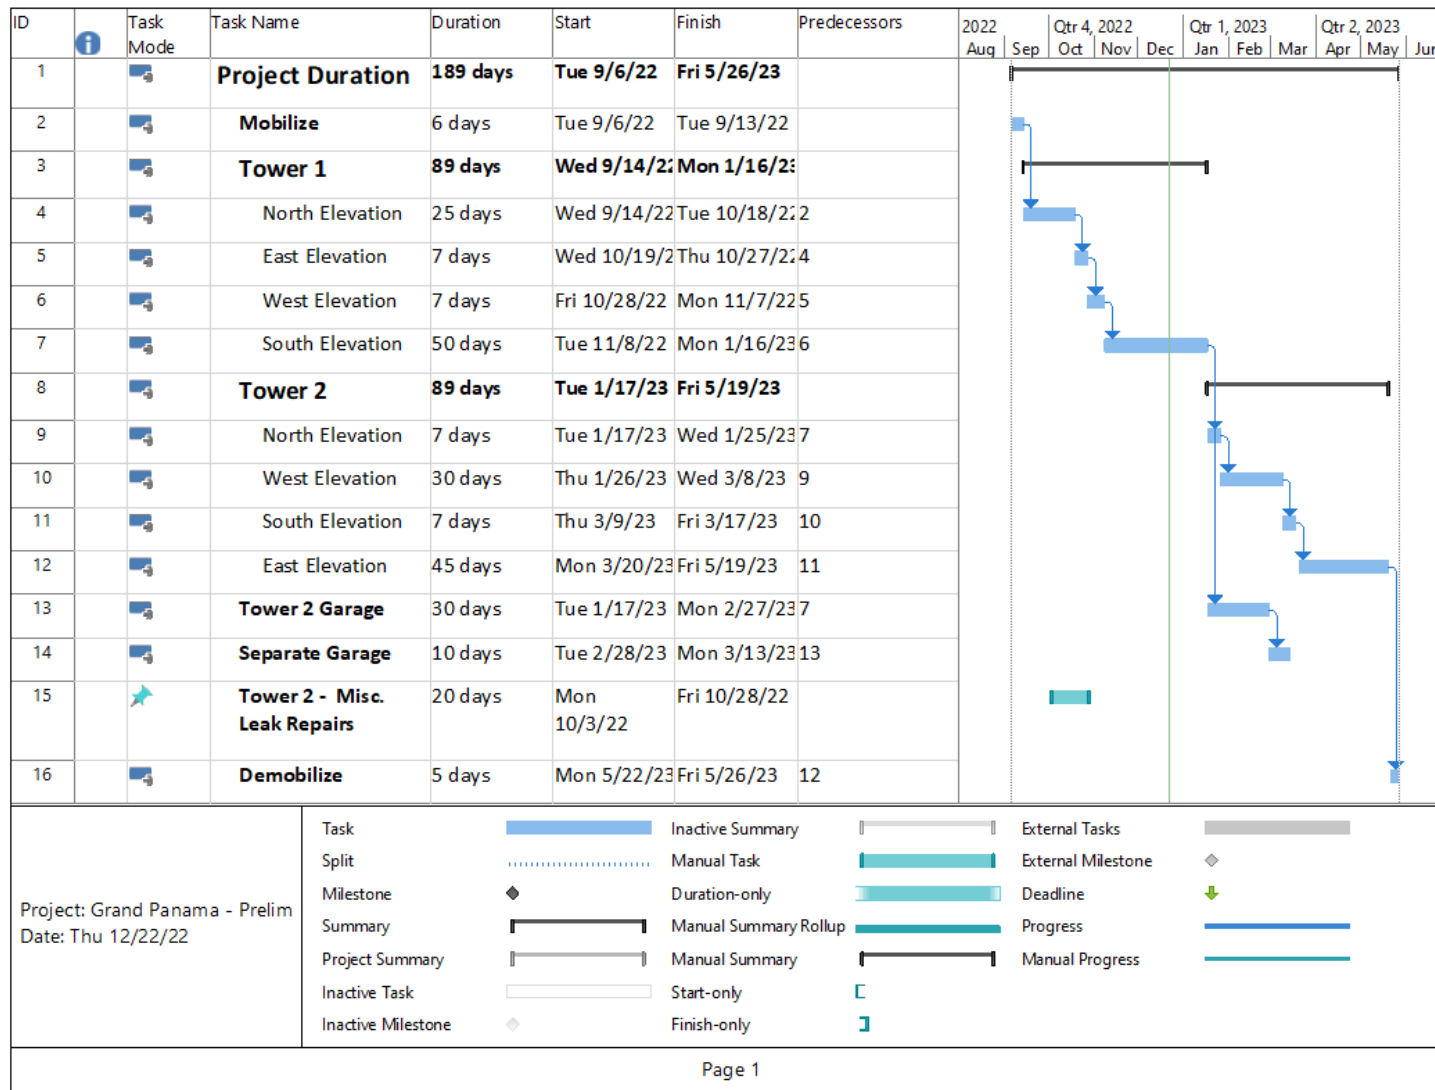 ID Task Mode Task Name Duration Start Finish Predecessors
2022 Qtr 4, 2022 Qtr 1, 2023 Qtr 2, 2023
Aug Sep Oct Nov Dec Jan Feb Mar Apr May Jun
1 Project Duration 189 days Tue 9/6/22 Fri 5/26/23
2 Mobilize 6 days Tue 9/6/22 Tue 9/13/22
3 Tower 1 89 days Wed 9/14/22 Mon 1/16/23
4 North Elevation 25 days Wed 9/14/22 Tue 10/18/22 2
5 East Elevation 7 days Wed 10/19/2 Thu 10/27/22 4
6 West Elevation 7 days Fri 10/28/22 Mon 11/7/22 5
7 South Elevation 50 days Tue 11/8/22 Mon 1/16/23 6
8 Tower 2 89 days Tue 1/17/23 Fri 5/19/23
9 North Elevation 7 days Tue 1/17/23 Wed 1/25/23 7
10 West Elevation 30 days Thu 1/26/23 Wed 3/8/23 9
11 South Elevation 7 days Thu 3/9/23 Fri 3/17/23 10
12 East Elevation 45 days Mon 3/20/23 Fri 5/19/23 11
13 Tower 2 Garage 30 days Tue 1/17/23 Mon 2/27/23 7
14 Separate Garage 10 days Tue 2/28/23 Mon 3/13/23 13
15 Tower 2 - Misc. 20 days Mon Fri 10/28/22
Leak Repairs 10/3/22
16 Demobilize 5 days Mon 5/22/23 Fri 5/26/23 12
Project: Grand Panama - Prelim
Date: Thu 12/22/22
Task Inactive Summary External Tasks
Split Manual Task External Milestone
Milestone Duration-only Deadline
Summary Manual Summary Rollup Progress
Project Summary Manual Summary Manual Progress
Inactive Task Start-only
Inactive Milestone Finish-only
Page 1